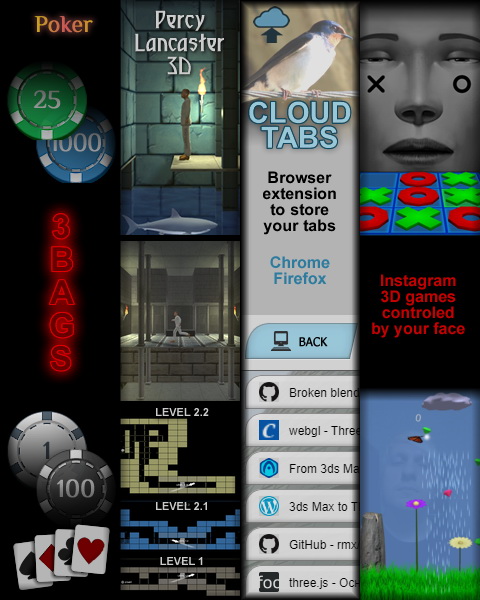 Poker
25
1000
3
B
A
G
S
1
100
Percy
Lancaster
3D
LEVEL 2.2
LEVEL 2.1
LEVEL 1
CLOUD
TABS
Browser
extension
to store
your tabs
Chrome
Firefox
BACK
Broken blend
webgl - Three
From 3ds Ma
3ds Max to T
GitHub - rmx/
three.js - Oce
X O
Instagram
3D games
controled
by your face
0